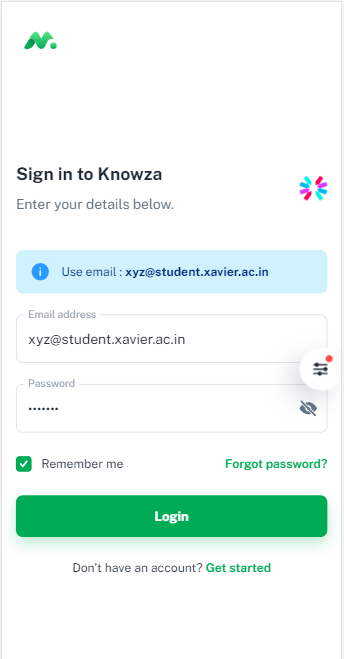 Sign in to Knowza
Enter your details below.
Use email : xyz@student.xavier.ac.in
Email address
xyz@student.xavier.ac.in
Password
•••••••
Remember me
Forgot password?
Login
Don't have an account? Get started